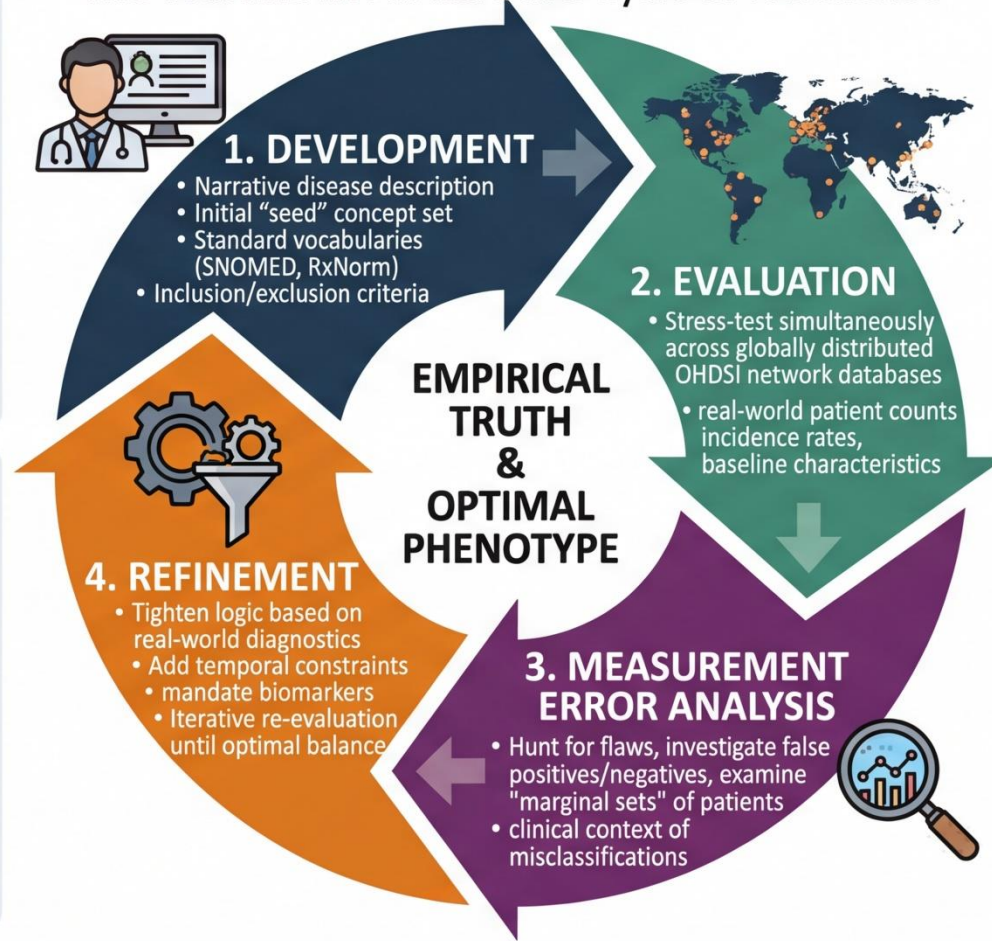 1. DEVELOPMENT
• Narrative disease description
• Initial “seed” concept set
• Standard vocabularies
(SNOMED, RxNorm)
• Inclusion/exclusion criteria
2. EVALUATION
• Stress-test simultaneously
across globally distributed
OHDSI network databases
• real-world patient counts
incidence rates,
baseline characteristics
EMPIRICAL
TRUTH
&
OPTIMAL
PHENOTYPE
3. MEASUREMENT
ERROR ANALYSIS
• Hunt for flaws, investigate false
positives/negatives, examine
"marginal sets" of patients
• clinical context of
misclassifications
4. REFINEMENT
• Tighten logic based on
real-world diagnostics
• Add temporal constraints
• mandate biomarkers
• Iterative re-evaluation
until optimal balance